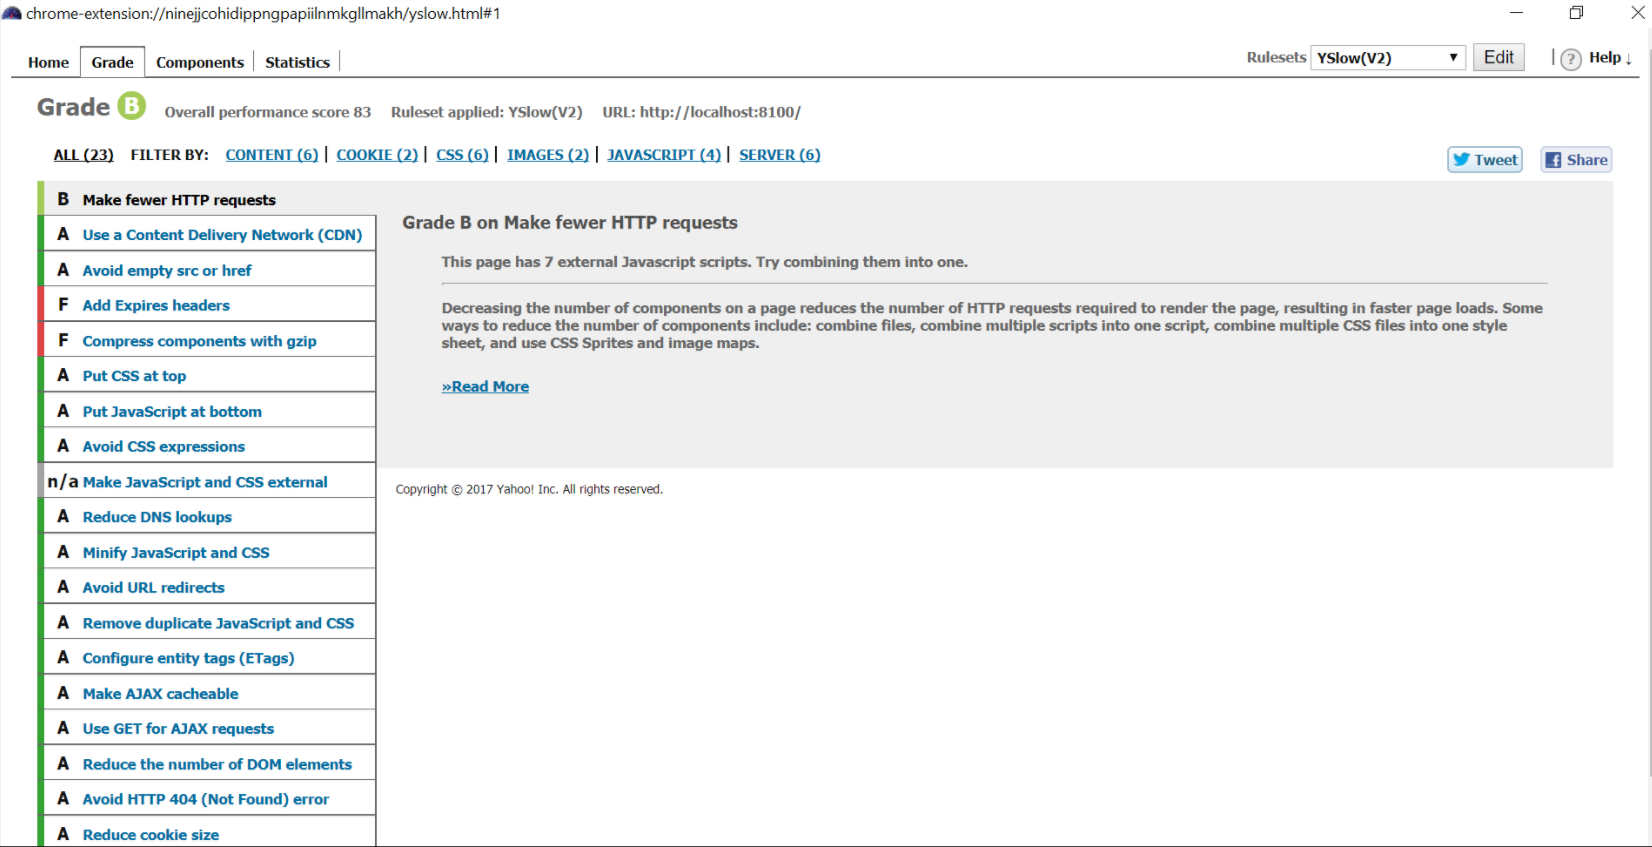 chrome-extension://ninejjcohidippngpapiilnmkgllmakh/yslow.html#1
Home Grade Components Statistics Rulesets YSlow(V2) Edit ? Help ↓
Grade B Overall performance score 83 Ruleset applied: YSlow(V2) URL: http://localhost:8100/
ALL (23) FILTER BY: CONTENT (6) | COOKIE (2) | CSS (6) | IMAGES (2) | JAVASCRIPT (4) | SERVER (6)
Tweet Share
B Make fewer HTTP requests
A Use a Content Delivery Network (CDN)
A Avoid empty src or href
F Add Expires headers
F Compress components with gzip
A Put CSS at top
A Put JavaScript at bottom
A Avoid CSS expressions
n/a Make JavaScript and CSS external
A Reduce DNS lookups
A Minify JavaScript and CSS
A Avoid URL redirects
A Remove duplicate JavaScript and CSS
A Configure entity tags (ETags)
A Make AJAX cacheable
A Use GET for AJAX requests
A Reduce the number of DOM elements
A Avoid HTTP 404 (Not Found) error
A Reduce cookie size
Grade B on Make fewer HTTP requests
This page has 7 external Javascript scripts. Try combining them into one.
Decreasing the number of components on a page reduces the number of HTTP requests required to render the page, resulting in faster page loads. Some
ways to reduce the number of components include: combine files, combine multiple scripts into one script, combine multiple CSS files into one style
sheet, and use CSS Sprites and image maps.
»Read More
Copyright © 2017 Yahoo! Inc. All rights reserved.